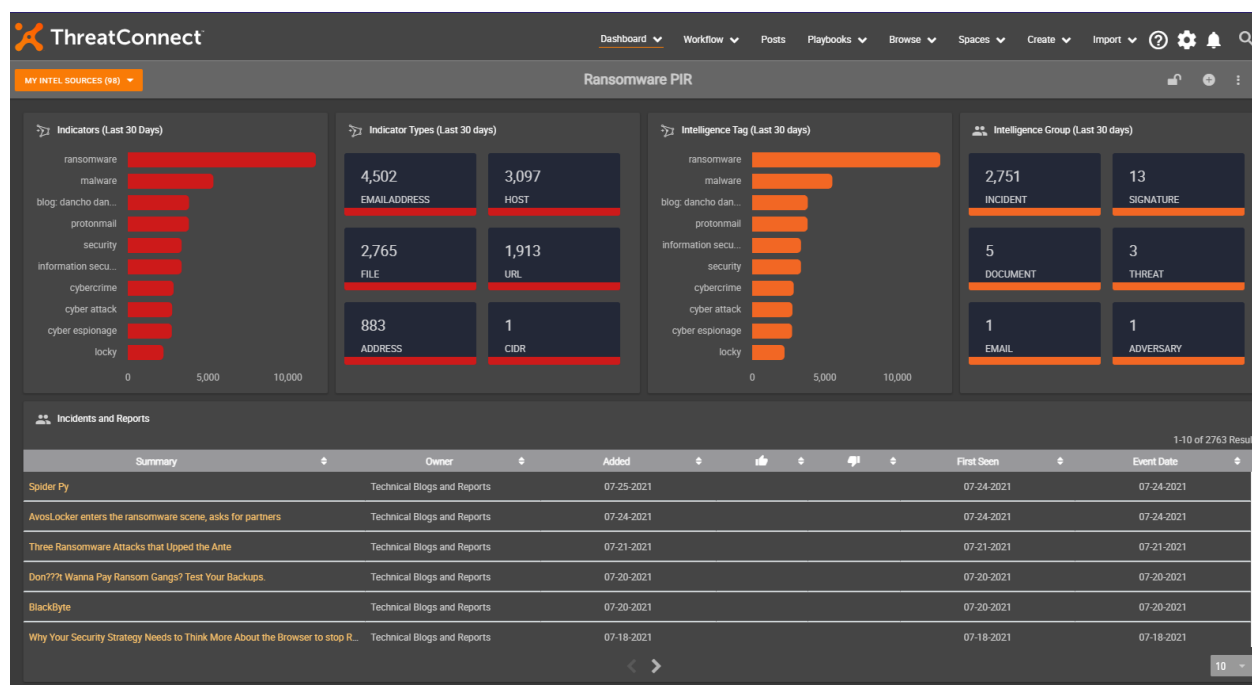 ThreatConnect
Dashboard Workflow Posts Playbooks Browse Spaces Create Import
MY INTEL SOURCES (98)
Ransomware PIR
Indicators (Last 30 Days)
ransomware
malware
blog: dancho dan...
protonmail
security
information secu...
cybercrime
cyber attack
cyber espionage
locky
0 5,000 10,000
Indicator Types (Last 30 days)
4,502 3,097
EMAILADDRESS HOST
2,765 1,913
FILE URL
883 1
ADDRESS CIDR
Intelligence Tag (Last 30 days)
ransomware
malware
blog: dancho dan...
protonmail
information secu...
security
cybercrime
cyber attack
cyber espionage
locky
0 5,000 10,000
Intelligence Group (Last 30 days)
2,751 13
INCIDENT SIGNATURE
5 3
DOCUMENT THREAT
1 1
EMAIL ADVERSARY
Incidents and Reports
1-10 of 2763 Resul
Summary Owner Added First Seen Event Date
Spider Py Technical Blogs and Reports 07-25-2021 07-24-2021 07-24-2021
AvosLocker enters the ransomware scene, asks for partners Technical Blogs and Reports 07-24-2021 07-24-2021 07-24-2021
Three Ransomware Attacks that Upped the Ante Technical Blogs and Reports 07-21-2021 07-21-2021 07-21-2021
Don???t Wanna Pay Ransom Gangs? Test Your Backups. Technical Blogs and Reports 07-20-2021 07-20-2021 07-20-2021
BlackByte Technical Blogs and Reports 07-20-2021 07-20-2021 07-20-2021
Why Your Security Strategy Needs to Think More About the Browser to stop R... Technical Blogs and Reports 07-18-2021 07-18-2021 07-18-2021
10